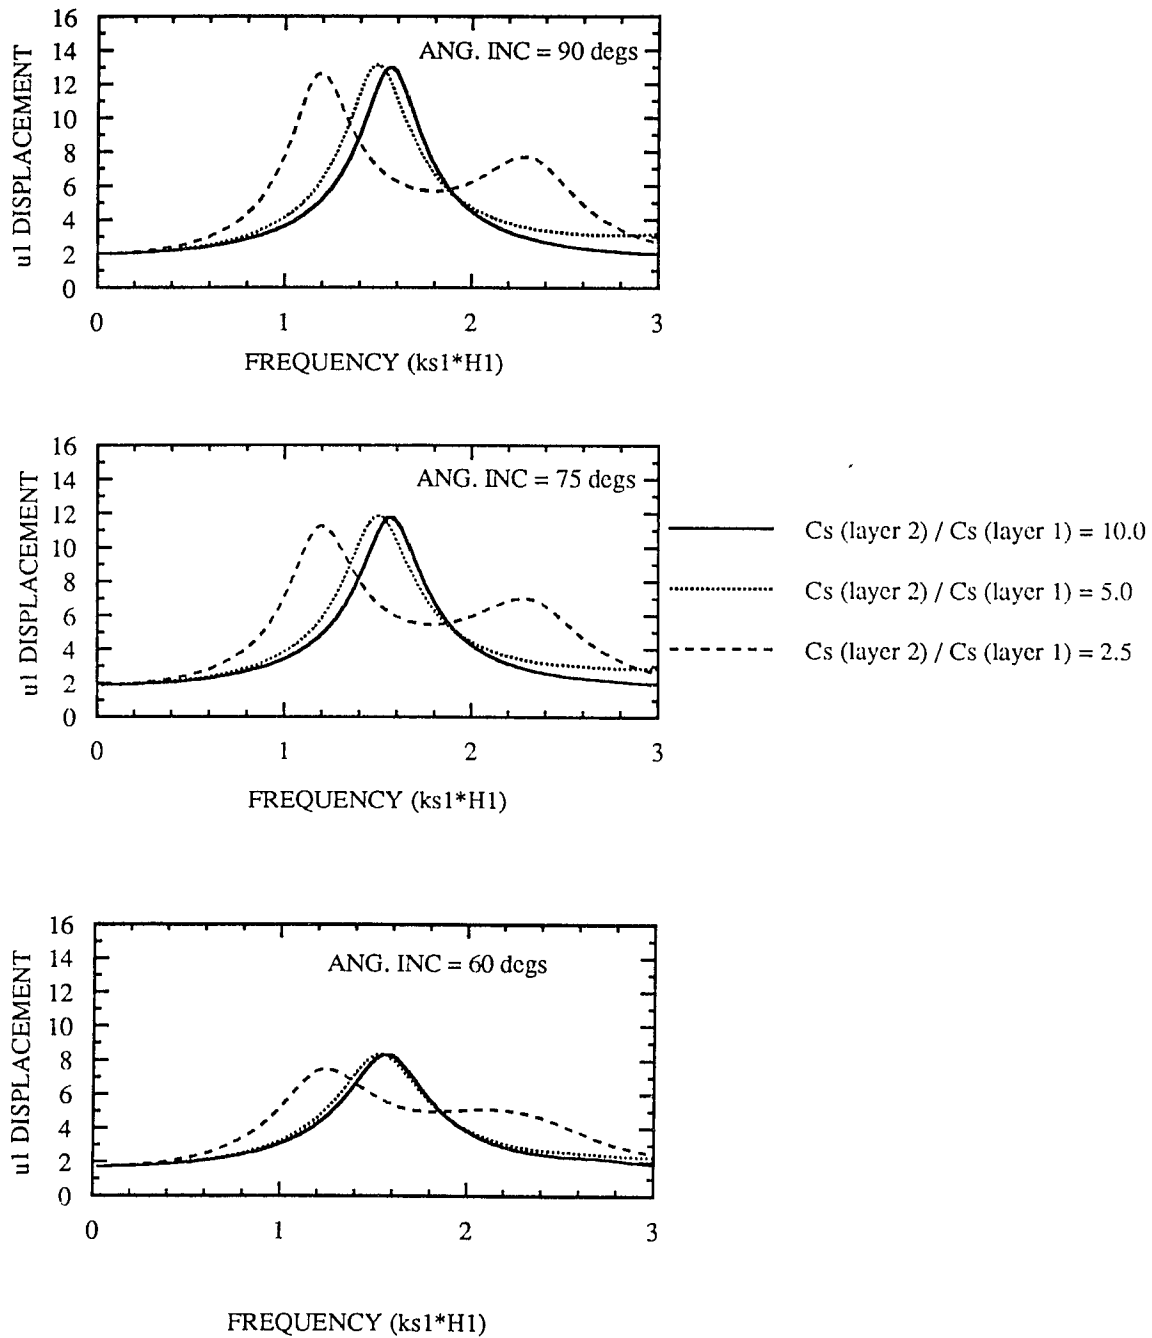 16
14
12
10
8
6
4
2
0
u1 DISPLACEMENT
ANG. INC = 90 degs
0 1 2 3
FREQUENCY (ks1*H1)
16
14
12
10
8
6
4
2
0
u1 DISPLACEMENT
ANG. INC = 75 degs
0 1 2 3
FREQUENCY (ks1*H1)
Cs (layer 2) / Cs (layer 1) = 10.0
Cs (layer 2) / Cs (layer 1) = 5.0
Cs (layer 2) / Cs (layer 1) = 2.5
16
14
12
10
8
6
4
2
0
u1 DISPLACEMENT
ANG. INC = 60 degs
0 1 2 3
FREQUENCY (ks1*H1)